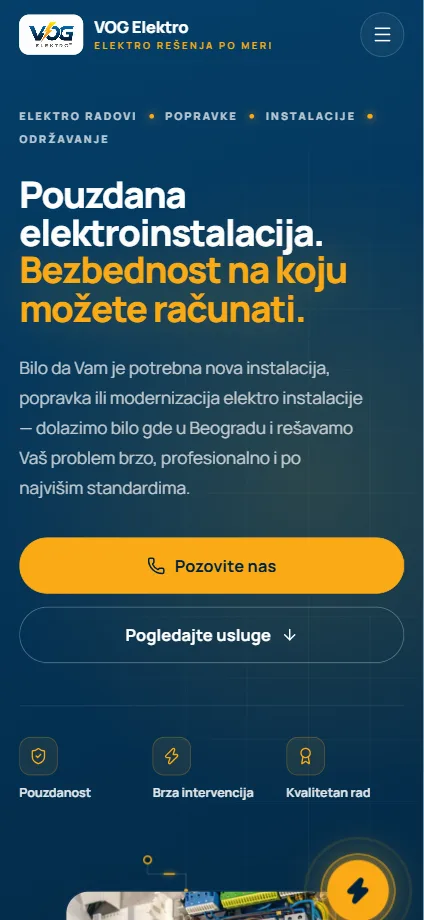 VOG
ELEKTRO
VOG Elektro
ELEKTRO REŠENJA PO MERI
ELEKTRO RADOVI • POPRAVKE • INSTALACIJE •
ODRŽAVANJE
Pouzdana
elektroinstalacija.
Bezbednost na koju
možete računati.
Bilo da Vam je potrebna nova instalacija,
popravka ili modernizacija elektro instalacije
— dolazimo bilo gde u Beogradu i rešavamo
Vaš problem brzo, profesionalno i po
najvišim standardima.
Pozovite nas
Pogledajte usluge ↓
Pouzdanost
Brza intervencija
Kvalitetan rad